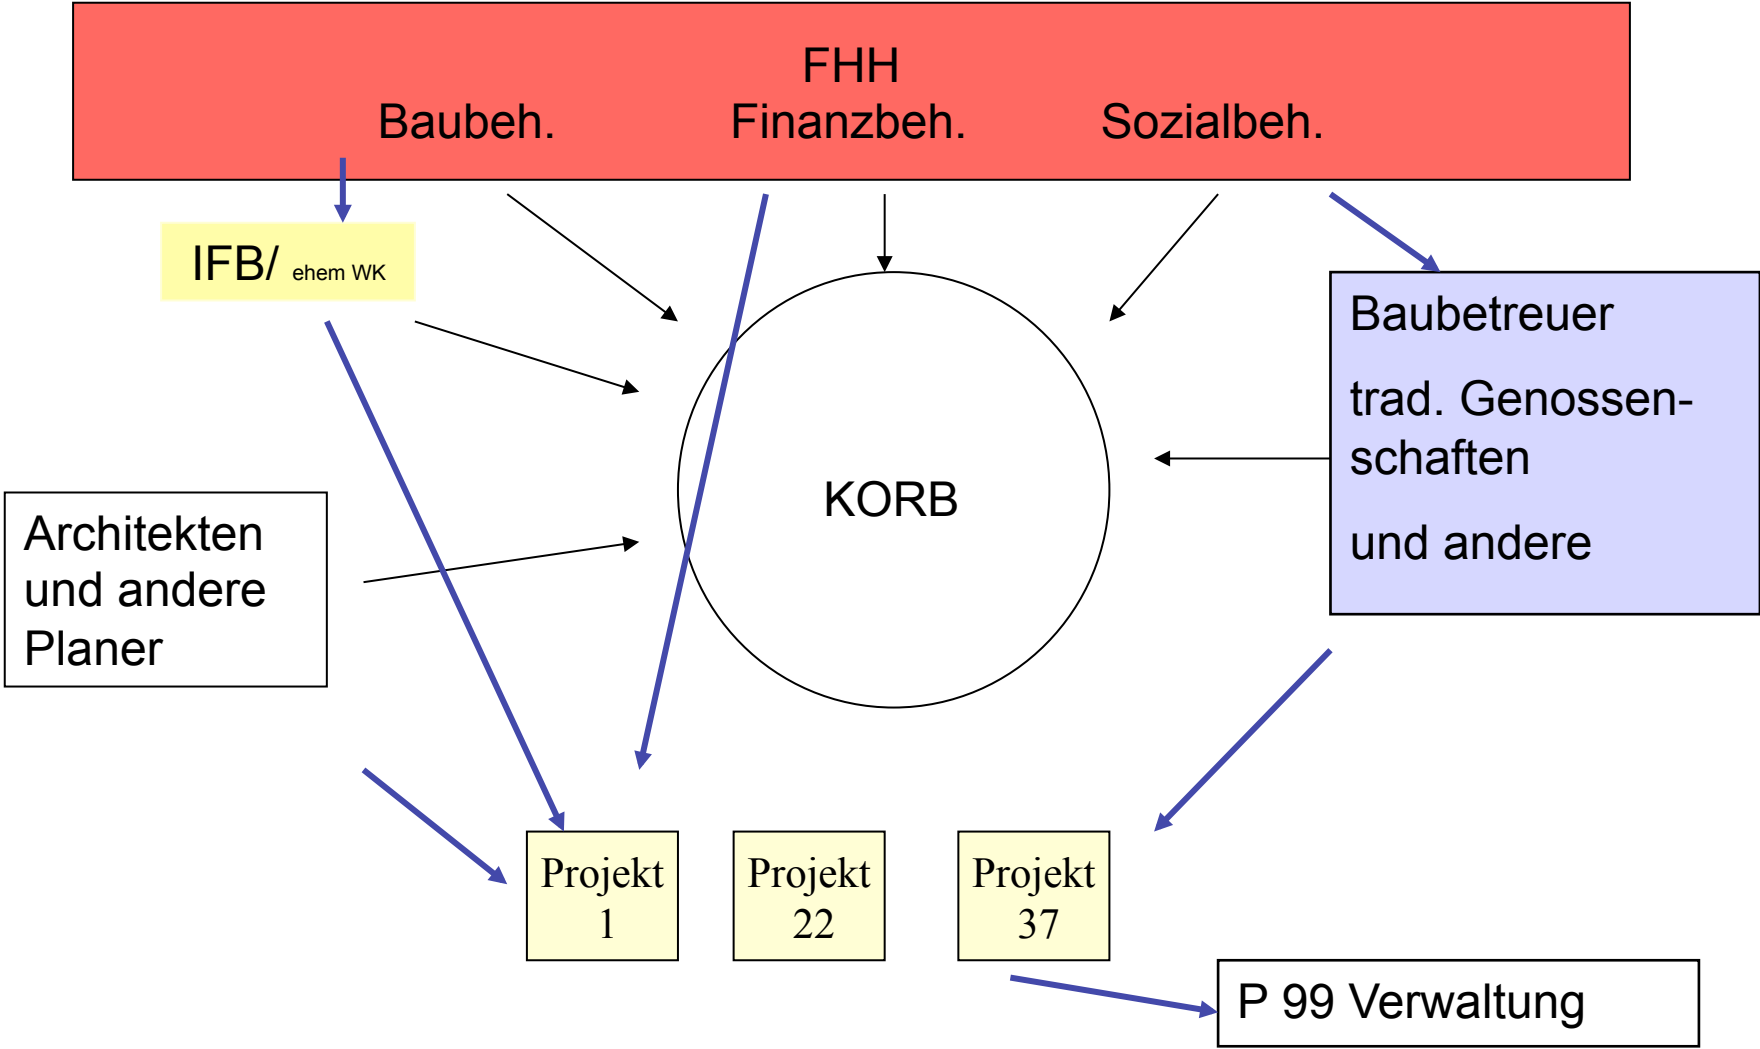 FHH
Baubeh. Finanzbeh. Sozialbeh.
IFB/ ehem WK
Baubetreuer
trad. Genossen-
schaften
und andere
KORB
Architekten
und andere
Planer
Projekt
1
Projekt
22
Projekt
37
P 99 Verwaltung